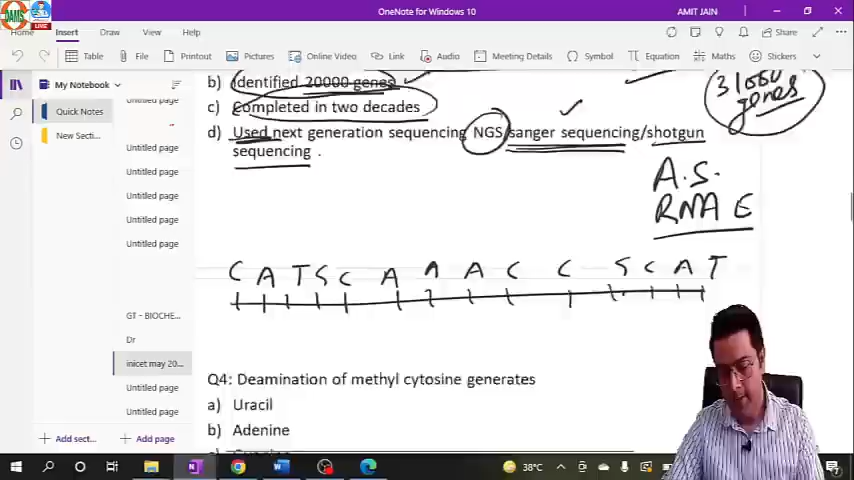 DAMS
LIVE
OneNote for Windows 10
AMIT JAIN
Home Insert Draw View Help
Table File Printout Pictures Online Video Link Audio Meeting Details Symbol Equation Maths Stickers
My Notebook
Quick Notes
New Secti...
Untitled page
Untitled page
Untitled page
Untitled page
Untitled page
Untitled page
GT - BIOCHE...
Dr
inicet may 20...
Untitled page
Untitled page
Add sect...
Add page
b) Identified 20000 genes
31000
genes
c) Completed in two decades
d) Used next generation sequencing NGS/sanger sequencing/shotgun
sequencing .
A.S.
RNA E
C A T S C A A A C C S C A T
Q4: Deamination of methyl cytosine generates
a) Uracil
b) Adenine
38°C